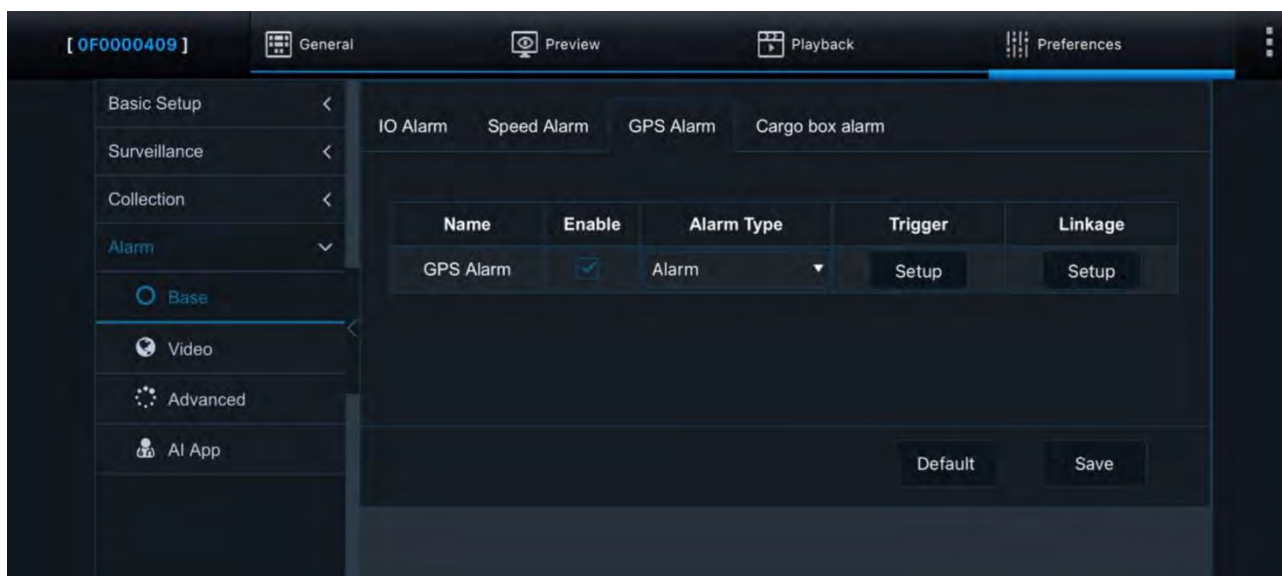 [ 0F0000409 ] General Preview Playback Preferences
Basic Setup
Surveillance
Collection
Alarm
Base
Video
Advanced
AI App
IO Alarm Speed Alarm GPS Alarm Cargo box alarm
Name Enable Alarm Type Trigger Linkage
GPS Alarm Alarm Setup Setup
Default Save